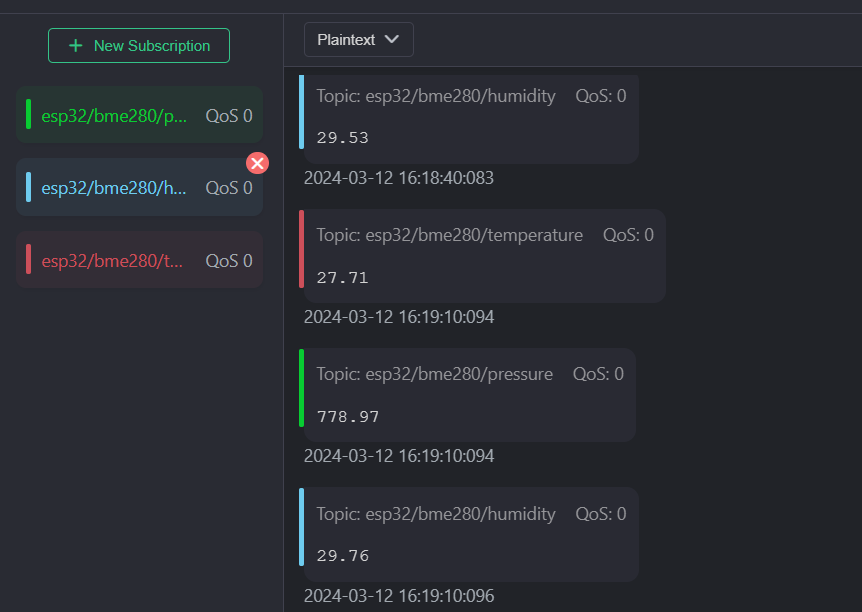 + New Subscription
esp32/bme280/p... QoS 0
esp32/bme280/h... QoS 0
esp32/bme280/t... QoS 0
Plaintext
Topic: esp32/bme280/humidity QoS: 0
29.53
2024-03-12 16:18:40:083
Topic: esp32/bme280/temperature QoS: 0
27.71
2024-03-12 16:19:10:094
Topic: esp32/bme280/pressure QoS: 0
778.97
2024-03-12 16:19:10:094
Topic: esp32/bme280/humidity QoS: 0
29.76
2024-03-12 16:19:10:096